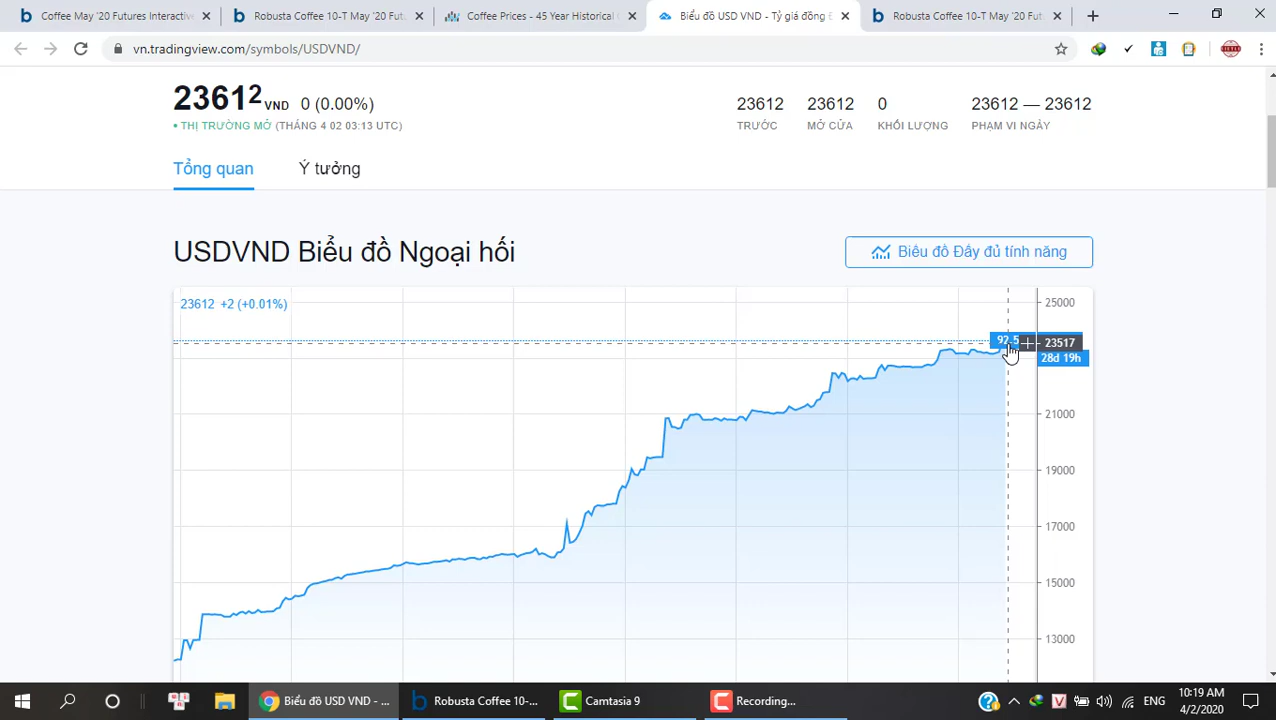 Coffee May '20 Futures Interactive
Robusta Coffee 10-T May '20 Fut
Coffee Prices - 45 Year Historical
Biểu đồ USD VND - Tỷ giá đồng
Robusta Coffee 10-T May '20 Fut
vn.tradingview.com/symbols/USDVND/
23612 VND 0 (0.00%)
• THỊ TRƯỜNG MỞ (THÁNG 4 02 03:13 UTC)
23612 23612 0 23612 — 23612
TRƯỚC MỞ CỬA KHỐI LƯỢNG PHẠM VI NGÀY
Tổng quan Ý tưởng
USDVND Biểu đồ Ngoại hối
Biểu đồ Đầy đủ tính năng
23612 +2 (+0.01%)
25000
92.5
23517
28d 19h
21000
19000
17000
15000
13000
Biểu đồ USD VND - ...
Robusta Coffee 10-...
Camtasia 9
Recording...
ENG
10:19 AM
4/2/2020